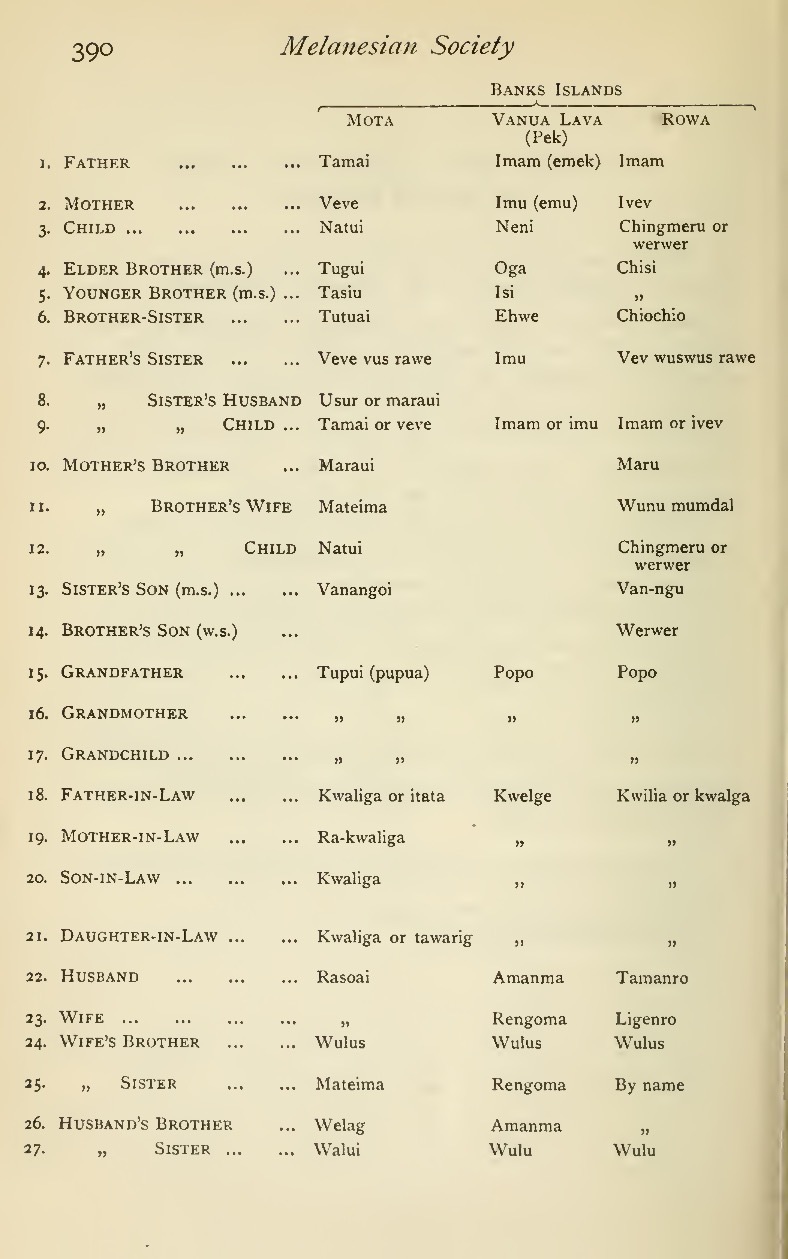 390 Melanesian Society
BANKS ISLANDS
MOTA VANUA LAVA ROWA
(Pek)
1. FATHER ... ... ... Tamai Imam (emek) Imam
2. MOTHER ... ... ... Veve Imu (emu) Ivev
3. CHILD ... ... ... ... Natui Neni Chingmeru or
werwer
4. ELDER BROTHER (m.s.) ... Tugui Oga Chisi
5. YOUNGER BROTHER (m.s.) ... Tasiu Isi „
6. BROTHER-SISTER ... ... Tutuai Ehwe Chiochio
7. FATHER'S SISTER ... ... Veve vus rawe Imu Vev wuswus rawe
8. „ SISTER'S HUSBAND Usur or maraui
9. „ „ CHILD ... Tamai or veve Imam or imu Imam or ivev
10. MOTHER'S BROTHER ... Maraui Maru
11. „ BROTHER'S WIFE Mateima Wunu mumdal
12. „ „ CHILD Natui Chingmeru or
werwer
13. SISTER'S SON (m.s.) ... ... Vanangoi Van-ngu
14. BROTHER'S SON (w.s.) ... Werwer
15. GRANDFATHER ... ... Tupui (pupua) Popo Popo
16. GRANDMOTHER ... ... „ „ „ „
17. GRANDCHILD ... ... ... „ „ „
18. FATHER-IN-LAW ... ... Kwaliga or itata Kwelge Kwilia or kwalga
19. MOTHER-IN-LAW ... ... Ra-kwaliga „ „
20. SON-IN-LAW ... ... ... Kwaliga „ „
21. DAUGHTER-IN-LAW ... ... Kwaliga or tawarig „ „
22. HUSBAND ... ... ... Rasoai Amanma Tamanro
23. WIFE ... ... ... ... „ Rengoma Ligenro
24. WIFE'S BROTHER ... ... Wulus Wulus Wulus
25. „ SISTER ... ... Mateima Rengoma By name
26. HUSBAND'S BROTHER ... Welag Amanma „
27. „ SISTER ... ... Walui Wulu Wulu